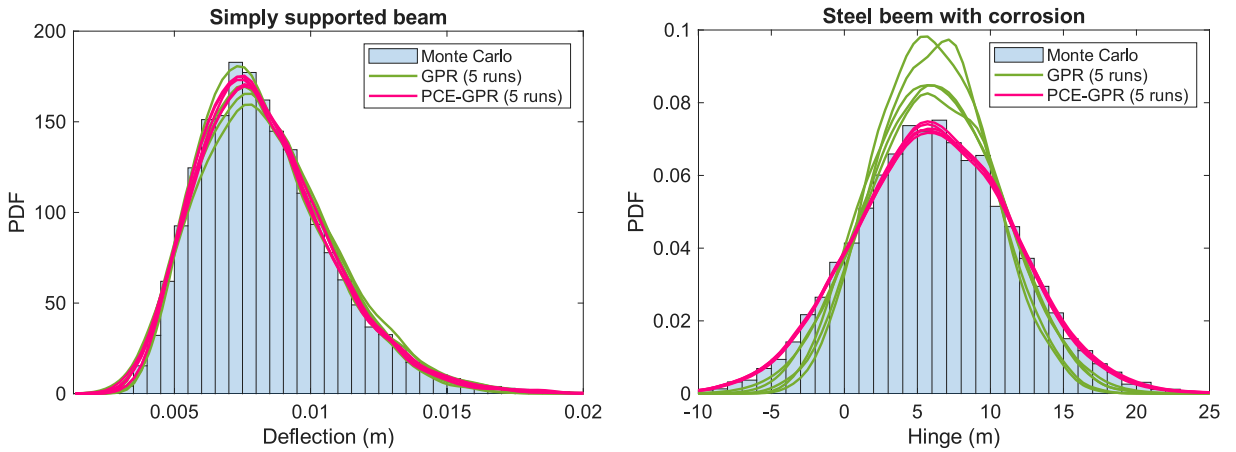 Simply supported beam
200
150
100
50
0
PDF
0.005
0.01
0.015
0.02
Deflection (m)
Monte Carlo
GPR (5 runs)
PCE-GPR (5 runs)
Steel beem with corrosion
0.1
0.08
0.06
0.04
0.02
0
PDF
-10
-5
0
5
10
15
20
25
Hinge (m)
Monte Carlo
GPR (5 runs)
PCE-GPR (5 runs)